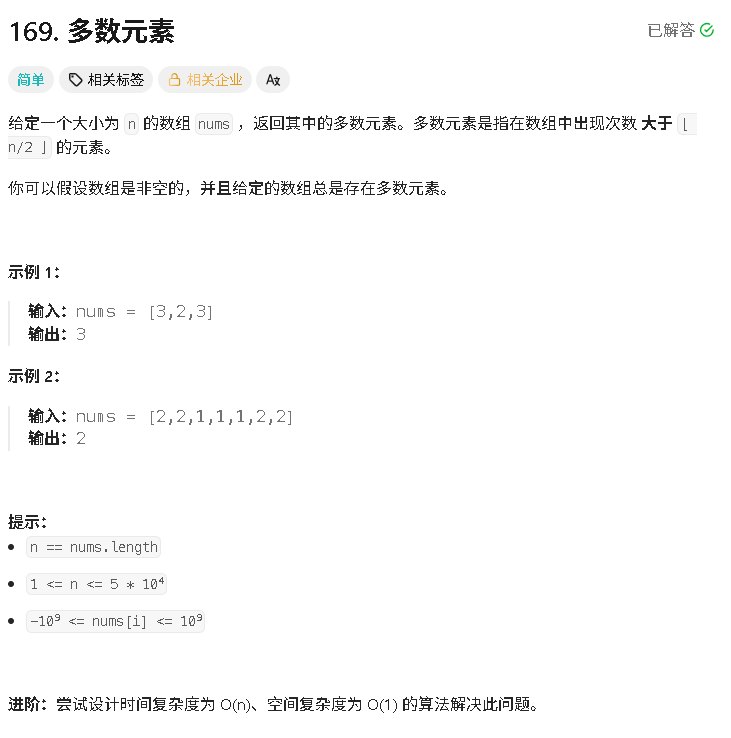 169. 多数元素
已解答
简单 相关标签 相关企业 Ax
给定一个大小为 n 的数组 nums ，返回其中的多数元素。多数元素是指在数组中出现次数 大于 ⌊
n/2 ⌋ 的元素。
你可以假设数组是非空的，并且给定的数组总是存在多数元素。
示例 1：
输入：nums = [3,2,3]
输出：3
示例 2：
输入：nums = [2,2,1,1,1,2,2]
输出：2
提示：
n == nums.length
1 <= n <= 5 * 10⁴
-10⁹ <= nums[i] <= 10⁹
进阶：尝试设计时间复杂度为 O(n)、空间复杂度为 O(1) 的算法解决此问题。